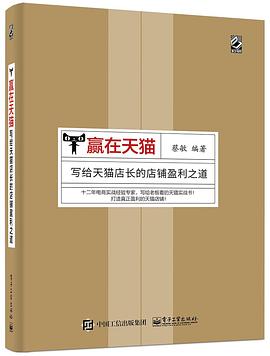 赢在天猫
蔡敏 编著
写给天猫店长的店铺盈利之道
十二年电商实战经验专家，写给老板看的天猫实战书！
打造真正盈利的天猫店铺！
中国工信出版集团
电子工业出版社
赢在天猫
写给天猫店长的店铺盈利之道